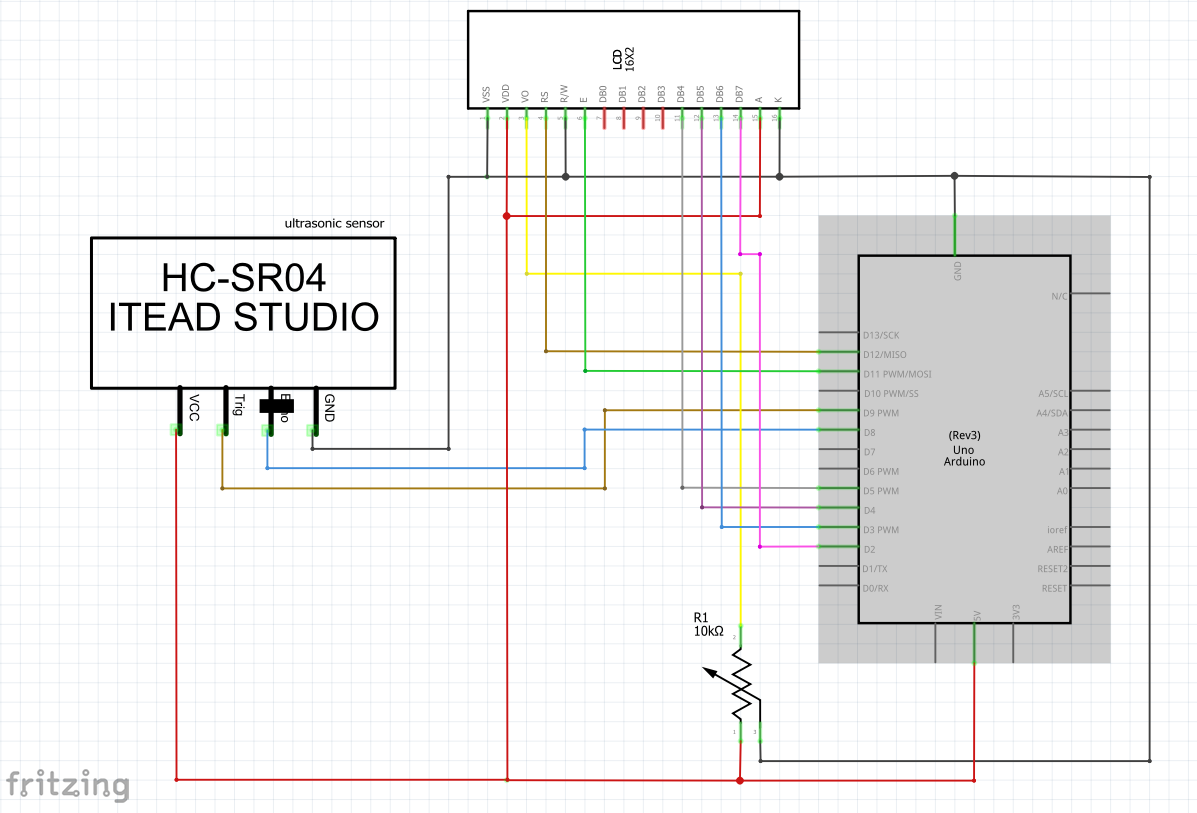 LCD
16X2
VSS
VDD
VO
RS
R/W
E
DB0
DB1
DB2
DB3
DB4
DB5
DB6
DB7
A
K
1
2
3
4
5
6
7
8
9
10
11
12
13
14
15
16
ultrasonic sensor
HC-SR04
ITEAD STUDIO
VCC
Trig
GND
GND
N/C
D13/SCK
D12/MISO
D11 PWM/MOSI
D10 PWM/SS
D9 PWM
D8
D7
D6 PWM
D5 PWM
D4
D3 PWM
D2
D1/TX
D0/RX
A5/SCL
A4/SDA
A3
A2
A1
A0
ioref
AREF
RESET2
RESET
(Rev3)
Uno
Arduino
VIN
5V
3V3
R1
10kΩ
2
1
3
fritzing